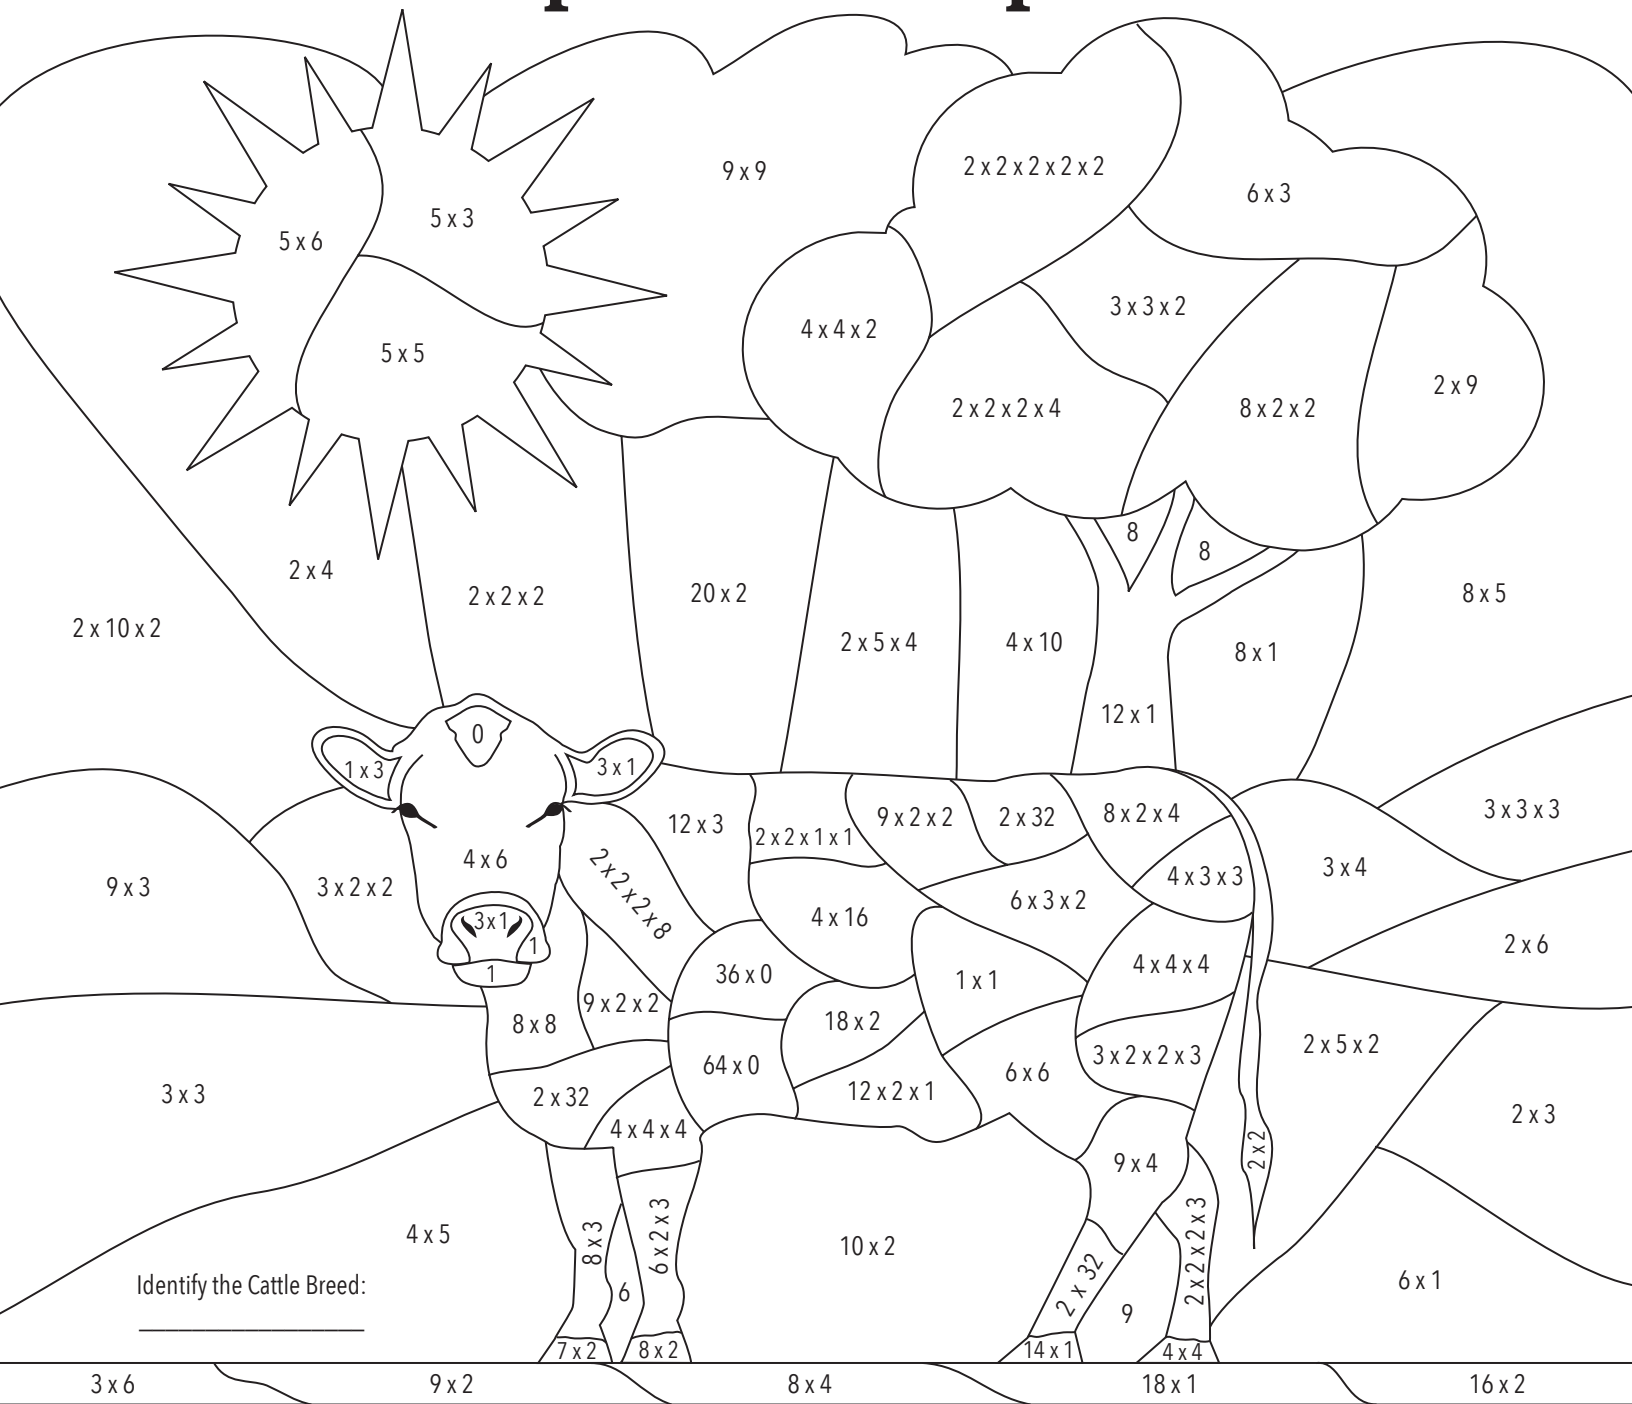 9 x 9
2 x 2 x 2 x 2 x 2
6 x 3
5 x 3
5 x 6
3 x 3 x 2
4 x 4 x 2
5 x 5
2 x 9
2 x 2 x 2 x 4
8 x 2 x 2
8
8
2 x 4
2 x 2 x 2
20 x 2
8 x 5
2 x 10 x 2
2 x 5 x 4
4 x 10
8 x 1
12 x 1
0
1 x 3
3 x 1
3 x 3 x 3
12 x 3
2 x 2 x 1 x 1
9 x 2 x 2
2 x 32
8 x 2 x 4
4 x 6
3 x 4
9 x 3
3 x 2 x 2
2 x 2 x 2 x 8
4 x 3 x 3
6 x 3 x 2
3x1
4 x 16
1
2 x 6
1
36 x 0
1 x 1
4 x 4 x 4
9 x 2 x 2
8 x 8
18 x 2
2 x 5 x 2
64 x 0
6 x 6
3 x 2 x 2 x 3
3 x 3
2 x 32
12 x 2 x 1
2 x 3
4 x 4 x 4
2 x 2
9 x 4
4 x 5
8 x 3
6 x 2 x 3
10 x 2
2 x 2 x 2 x 3
2 x 32
6 x 1
6
9
Identify the Cattle Breed:
7 x 2
8 x 2
14 x 1
4 x 4
3 x 6
9 x 2
8 x 4
18 x 1
16 x 2